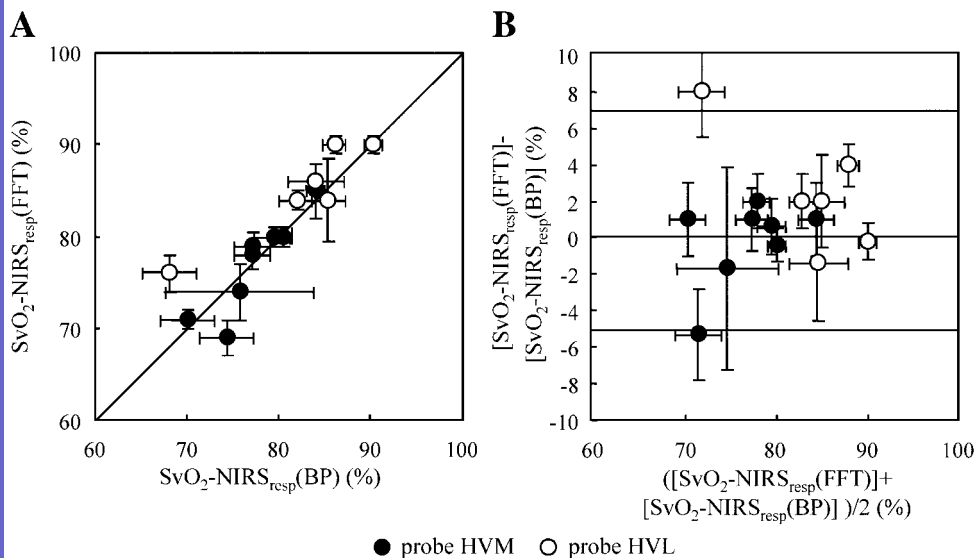 A
B
SvO₂-NIRSresp(FFT) (%)
100
90
80
70
60
60 70 80 90 100
SvO₂-NIRSresp(BP) (%)
[SvO₂-NIRSresp(FFT)]-
[SvO₂-NIRSresp(BP)] (%)
10
8
6
4
2
0
-2
-4
-6
-8
-10
60 70 80 90 100
([SvO₂-NIRSresp(FFT)]+
[SvO₂-NIRSresp(BP)] )/2 (%)
probe HVM probe HVL